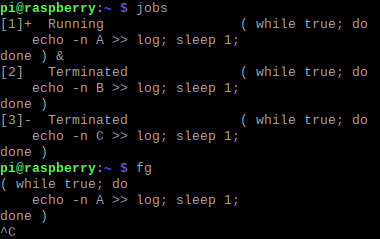 pi@raspberry:~ $ jobs
[1]+  Running                 ( while true; do
    echo -n A >> log; sleep 1;
done ) &
[2]   Terminated              ( while true; do
    echo -n B >> log; sleep 1;
done )
[3]-  Terminated              ( while true; do
    echo -n C >> log; sleep 1;
done )
pi@raspberry:~ $ fg
( while true; do
    echo -n A >> log; sleep 1;
done )
^C